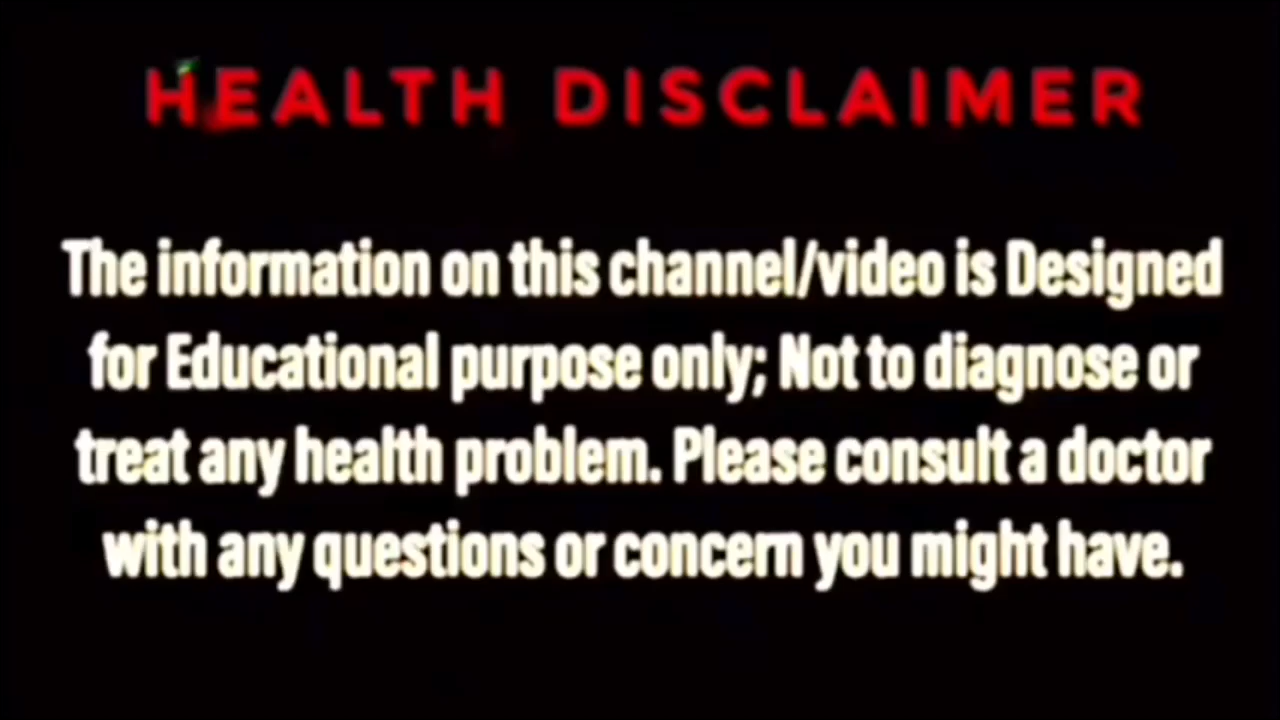 HEALTH DISCLAIMER
The information on this channel/video is Designed
for Educational purpose only; Not to diagnose or
treat any health problem. Please consult a doctor
with any questions or concern you might have.